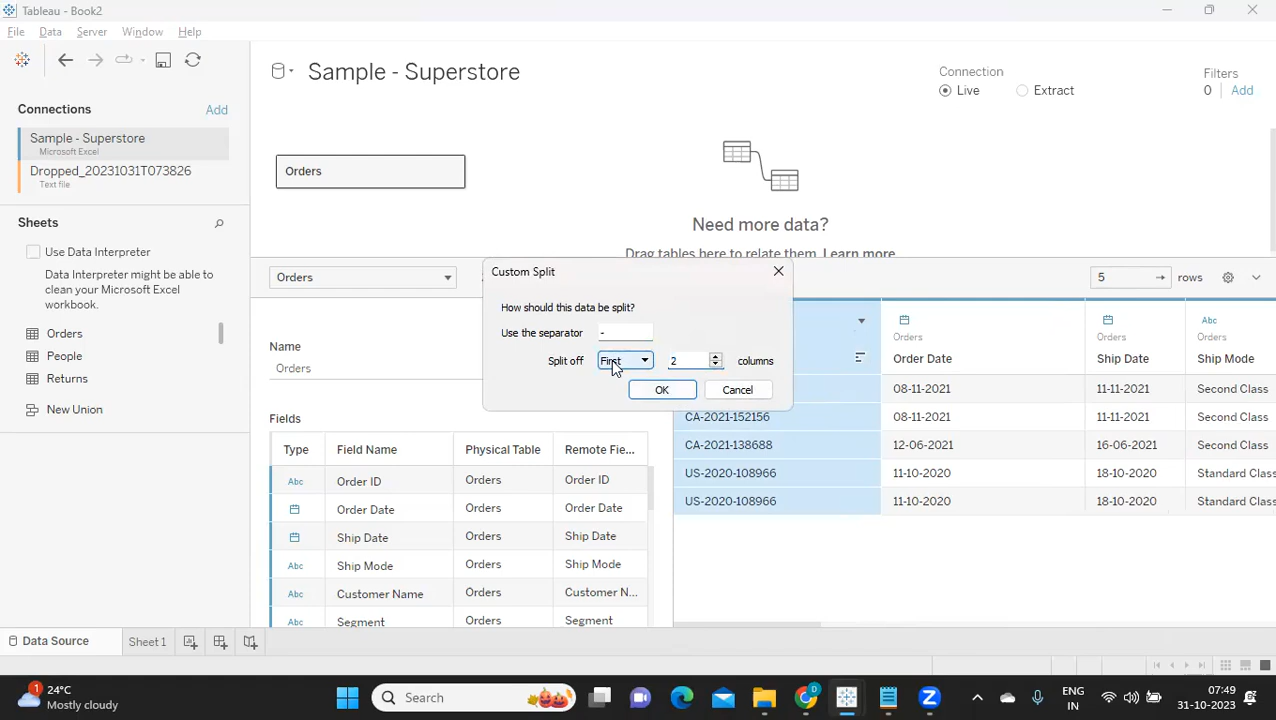 Tableau - Book2
File Data Server Window Help
Connections Add
Sample - Superstore
Microsoft Excel
Dropped_20231031T073826
Text file
Sheets
Use Data Interpreter
Data Interpreter might be able to
clean your Microsoft Excel
workbook.
Orders
People
Returns
New Union
Sample - Superstore
Connection
Live Extract
Filters
0 Add
Orders
Need more data?
Drag tables here to relate them. Learn more
Orders
5 rows
Custom Split
How should this data be split?
Use the separator -
Split off First 2 columns
OK Cancel
Name
Orders
Fields
Type Field Name Physical Table Remote Fie...
Abc Order ID Orders Order ID
Order Date Orders Order Date
Ship Date Orders Ship Date
Abc Ship Mode Orders Ship Mode
Abc Customer Name Orders Customer N...
Abc Segment Orders Segment
Abc
Orders Orders Orders
Order Date Ship Date Ship Mode
08-11-2021 11-11-2021 Second Class
CA-2021-152156 08-11-2021 11-11-2021 Second Class
CA-2021-138688 12-06-2021 16-06-2021 Second Class
US-2020-108966 11-10-2020 18-10-2020 Standard Class
US-2020-108966 11-10-2020 18-10-2020 Standard Class
Data Source Sheet 1
1
24°C
Mostly cloudy
Search
ENG
IN
07:49
31-10-2023